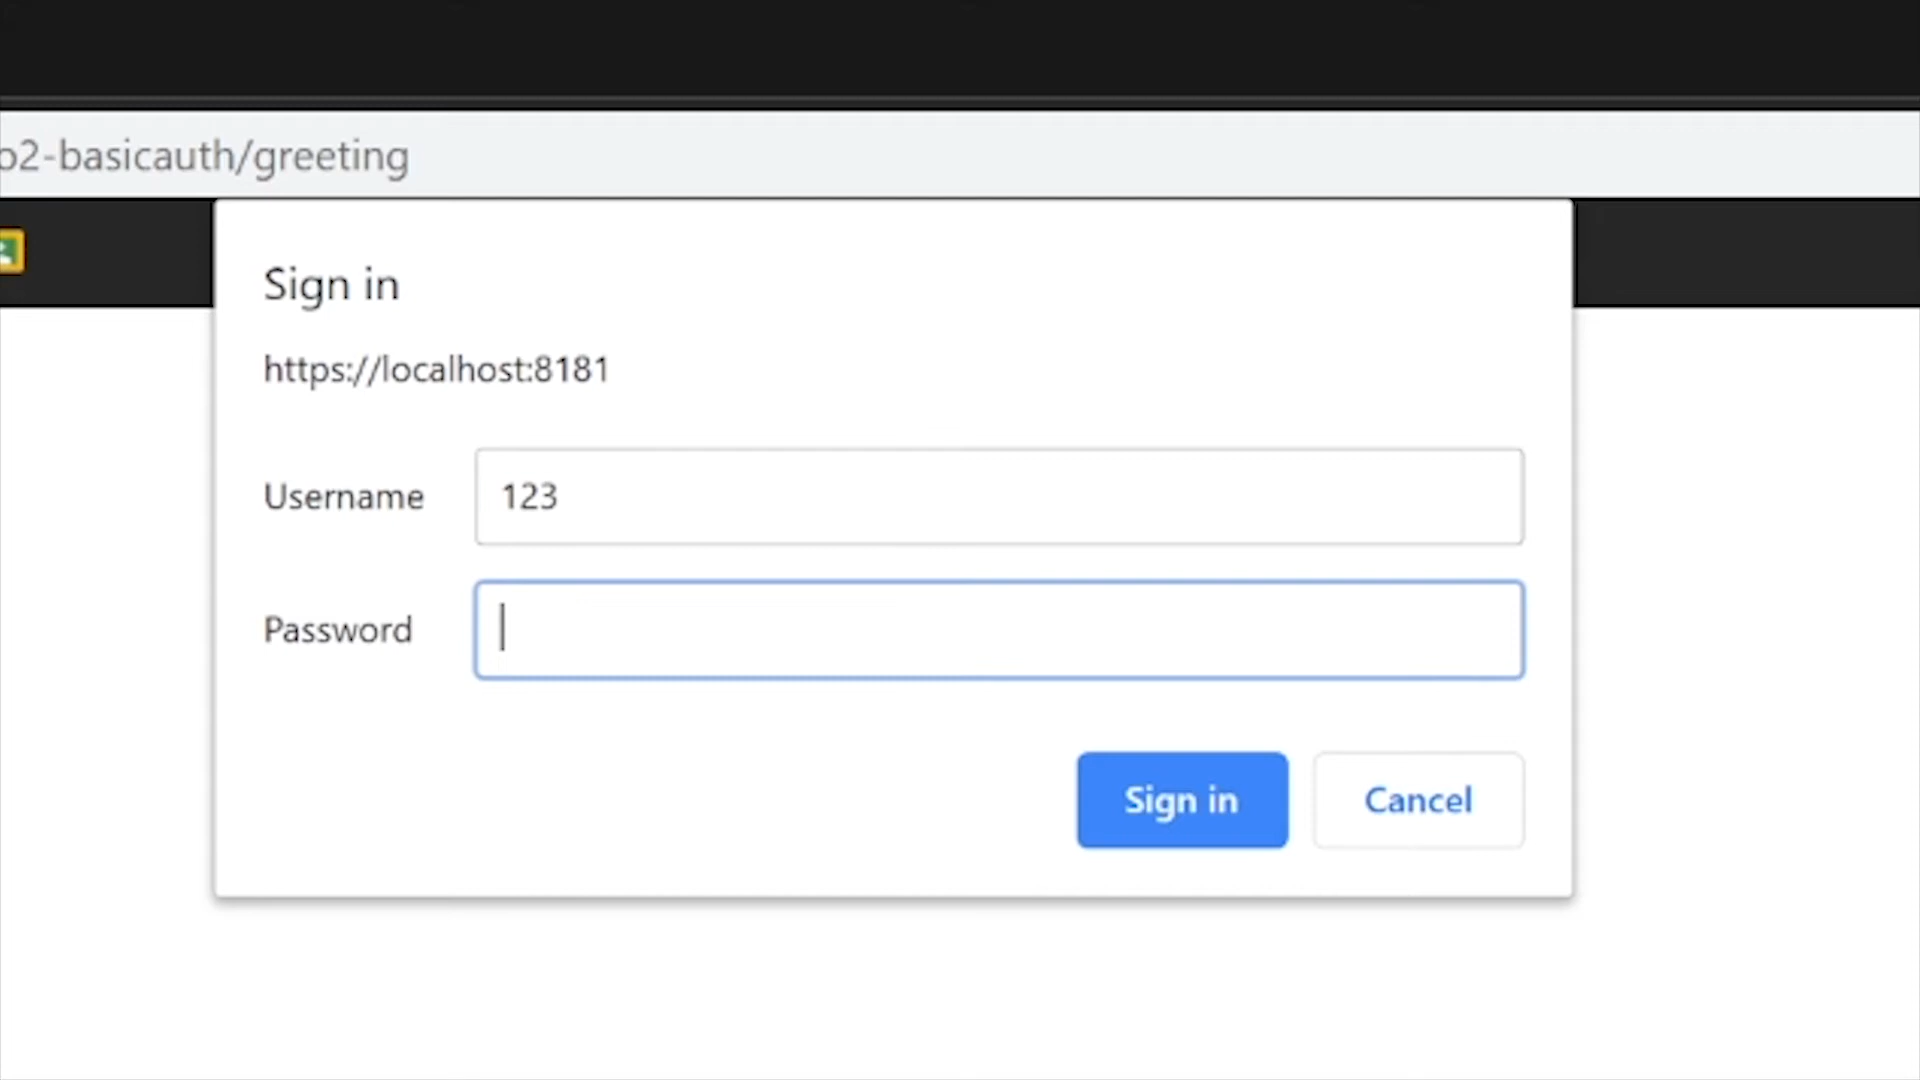 o2-basicauth/greeting
Sign in
https://localhost:8181
Username 123
Password
Sign in Cancel